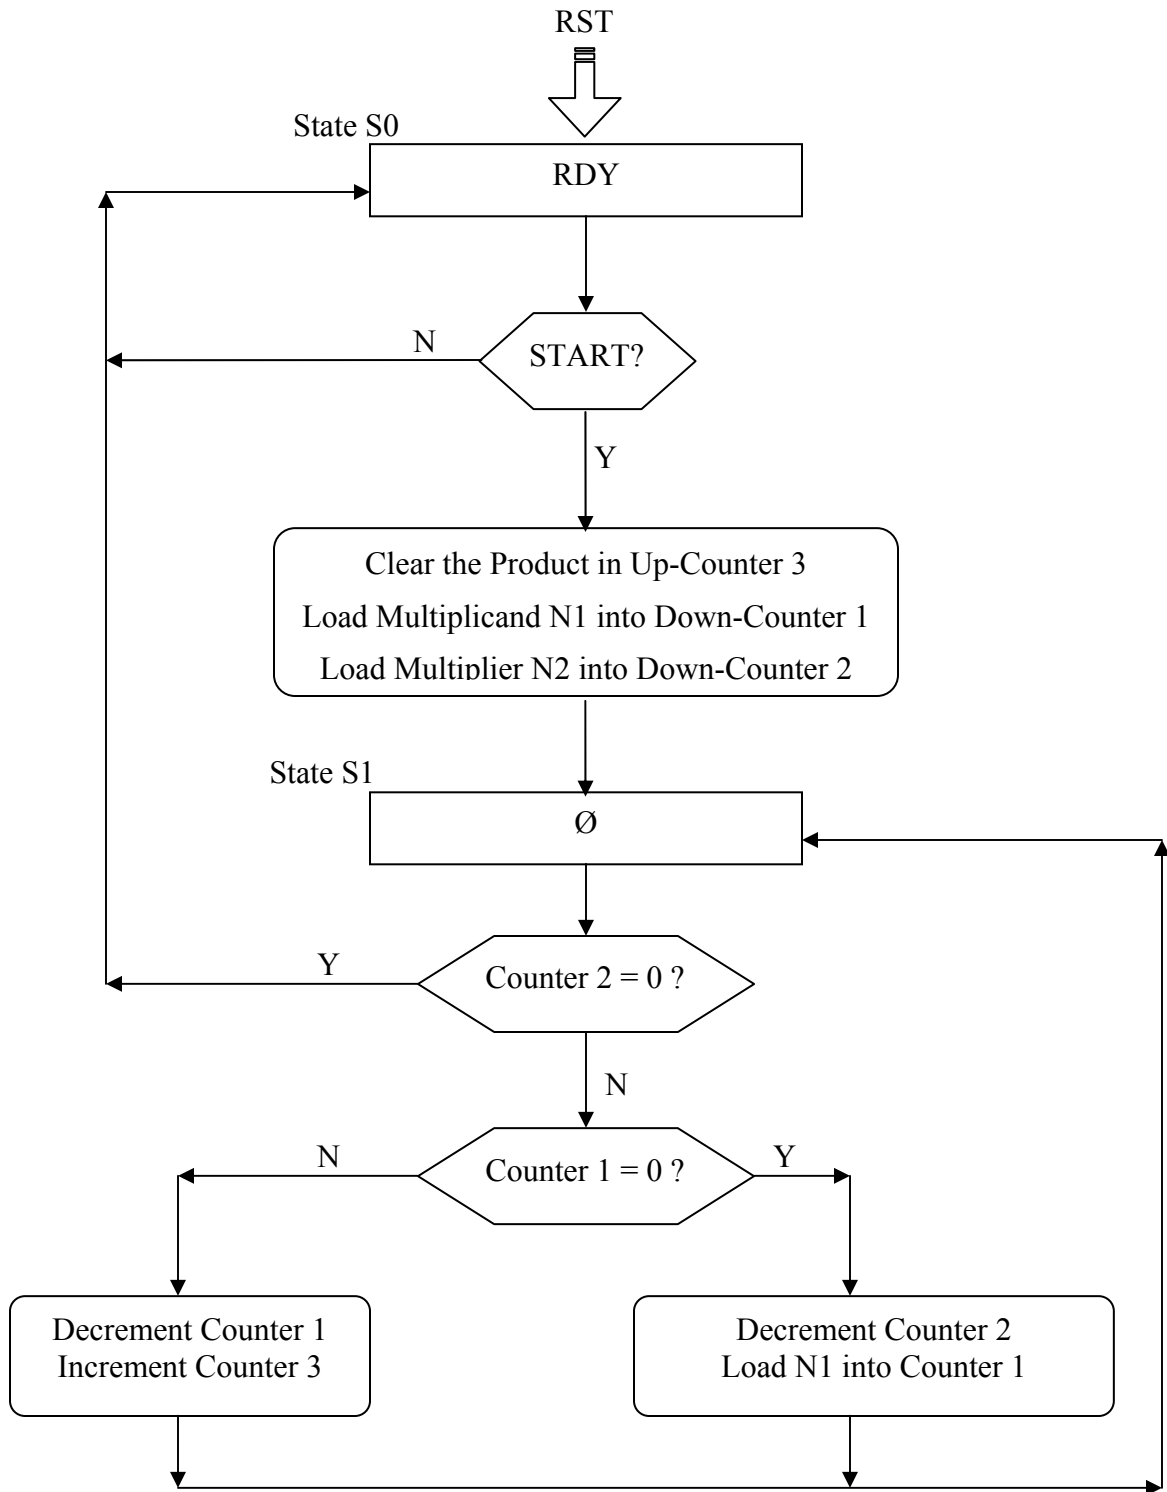 RST
State S0
RDY
N
START?
Y
Clear the Product in Up-Counter 3
Load Multiplicand N1 into Down-Counter 1
Load Multiplier N2 into Down-Counter 2
State S1
Ø
Y
Counter 2 = 0 ?
N
N
Counter 1 = 0 ?
Y
Decrement Counter 1
Increment Counter 3
Decrement Counter 2
Load N1 into Counter 1